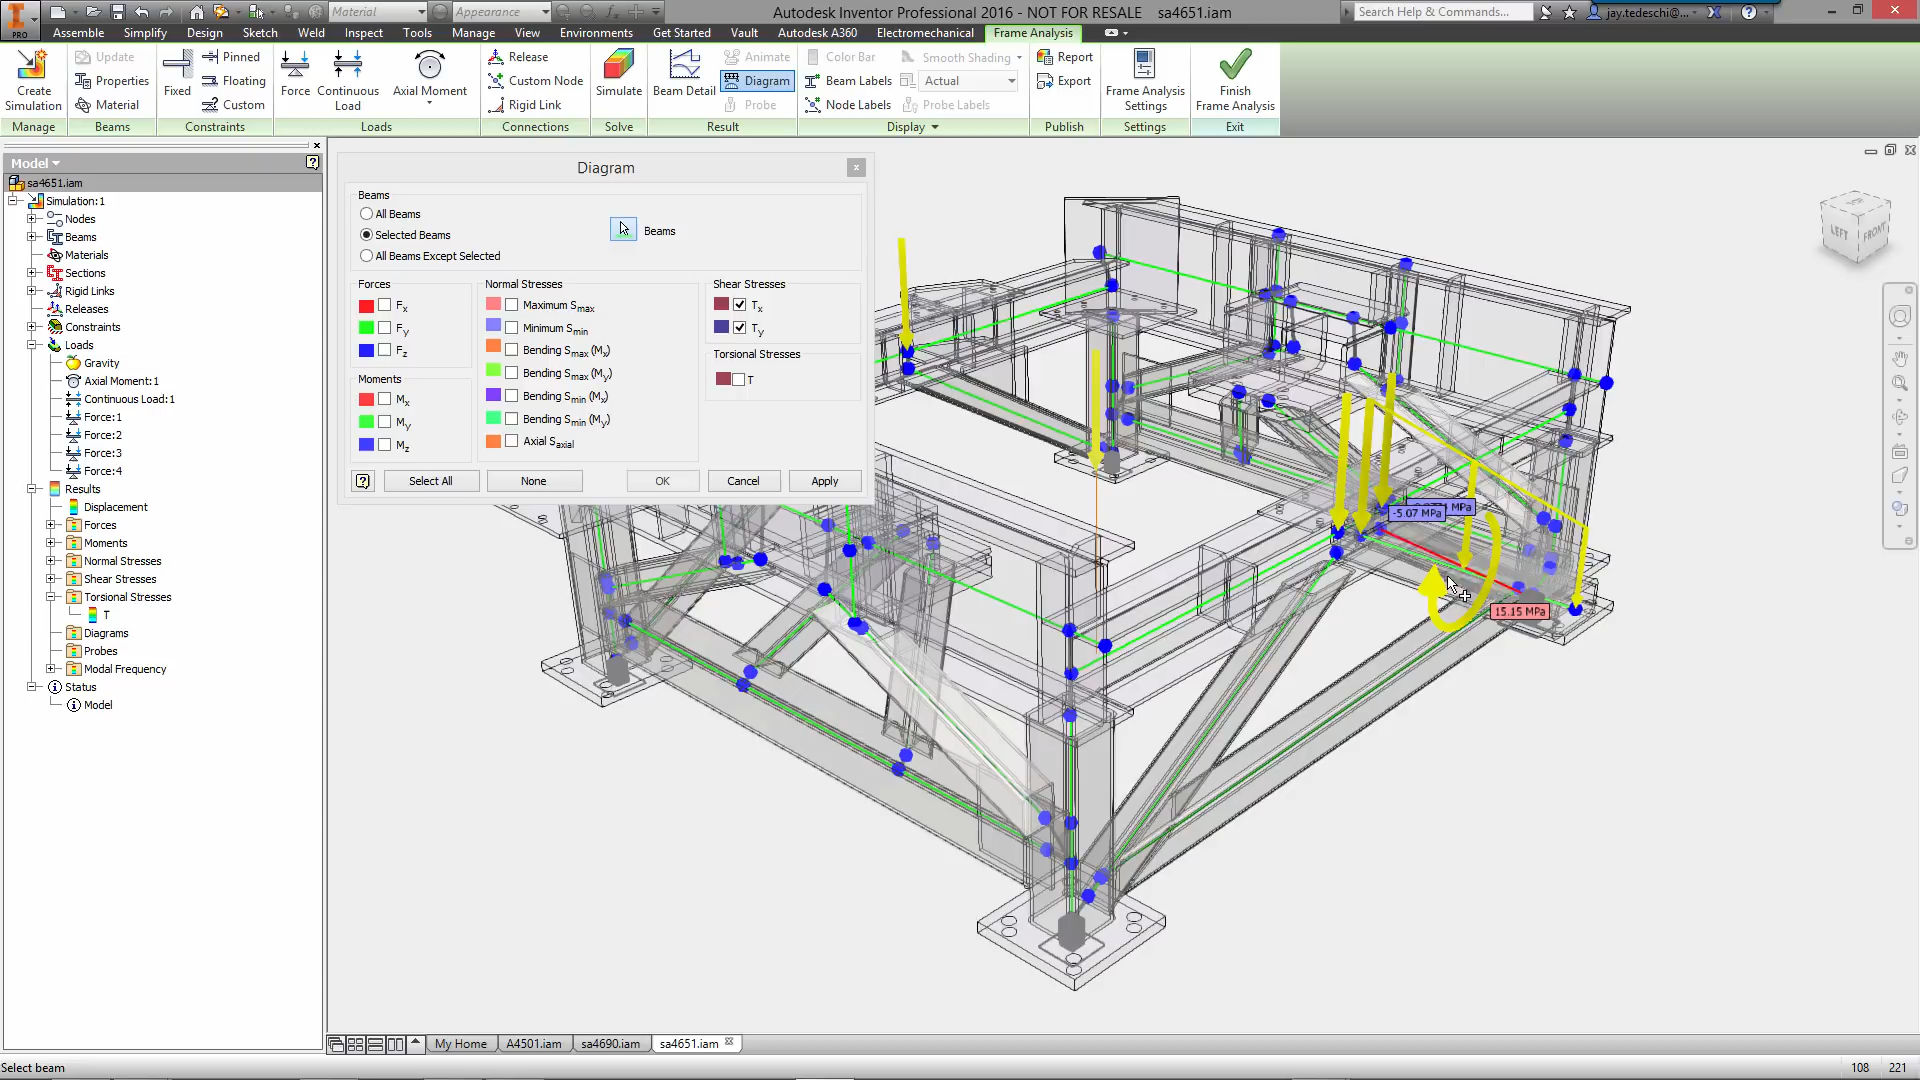 Material
Appearance
Autodesk Inventor Professional 2016 - NOT FOR RESALE sa4651.iam
Search Help & Commands...
jay.tedeschi@...
PRO
Assemble Simplify Design Sketch Weld Inspect Tools Manage View Environments Get Started Vault Autodesk A360 Electromechanical Frame Analysis
Create Simulation
Update
Properties
Material
Fixed
Pinned
Floating
Custom
Force
Continuous Load
Axial Moment
Release
Custom Node
Rigid Link
Simulate
Beam Detail
Animate
Diagram
Probe
Color Bar
Beam Labels
Node Labels
Smooth Shading
Actual
Probe Labels
Report
Export
Frame Analysis Settings
Finish Frame Analysis
Manage Beams Constraints Loads Connections Solve Result Display Publish Settings Exit
Model
sa4651.iam
Simulation:1
Nodes
Beams
Materials
Sections
Rigid Links
Releases
Constraints
Loads
Gravity
Axial Moment:1
Continuous Load:1
Force:1
Force:2
Force:3
Force:4
Results
Displacement
Forces
Moments
Normal Stresses
Shear Stresses
Torsional Stresses
T
Diagrams
Probes
Modal Frequency
Status
Model
Diagram
Beams
All Beams
Selected Beams
All Beams Except Selected
Beams
Forces
Fx
Fy
Fz
Moments
Mx
My
Mz
Normal Stresses
Maximum Smax
Minimum Smin
Bending Smax (Mx)
Bending Smax (My)
Bending Smin (Mx)
Bending Smin (My)
Axial Saxial
Shear Stresses
Tx
Ty
Torsional Stresses
T
Select All None OK Cancel Apply
TOP
LEFT FRONT
-5.07 MPa
MPa
15.15 MPa
My Home A4501.iam sa4690.iam sa4651.iam
Select beam
108 221